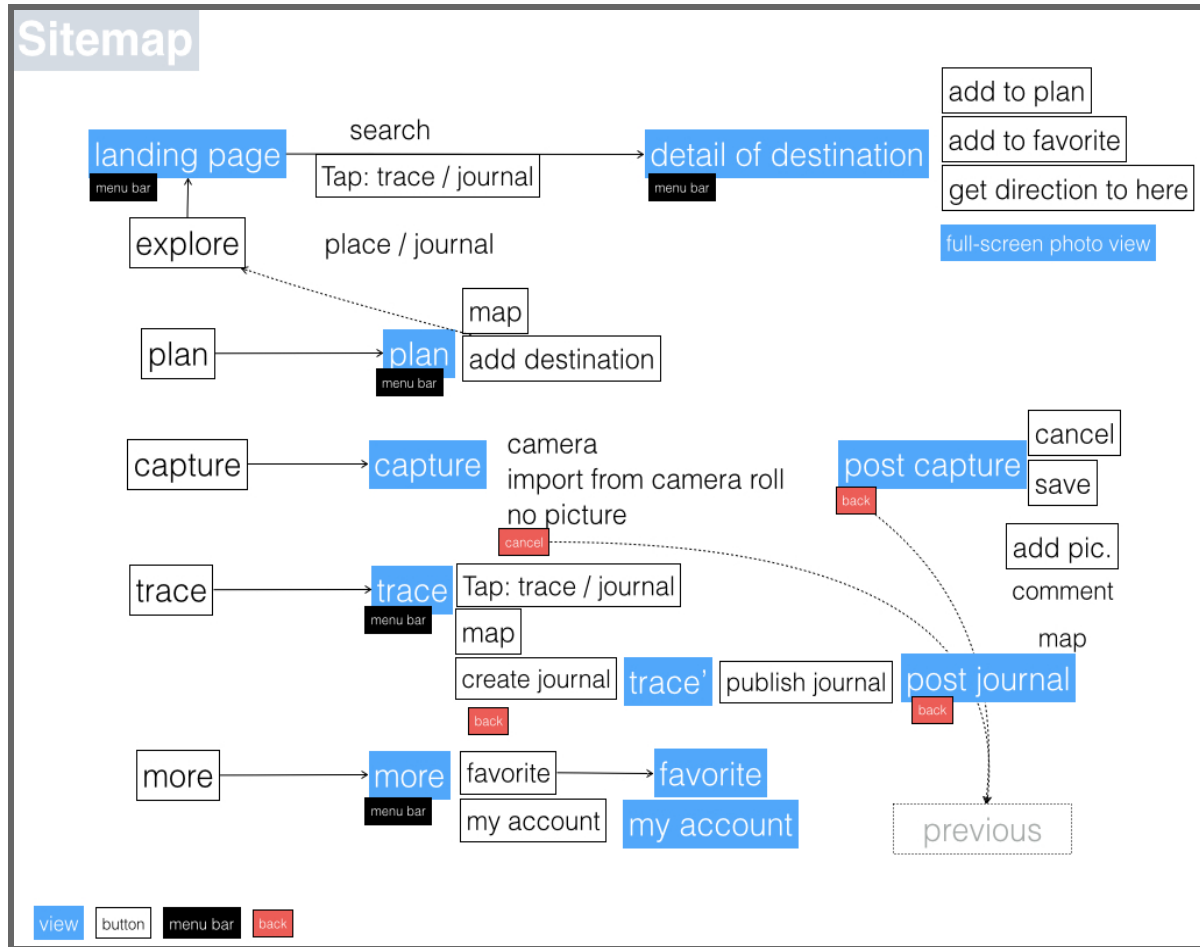 Sitemap
add to plan
search
add to favorite
landing page
detail of destination
Tap: trace / journal
menu bar
menu bar
get direction to here
explore
place / journal
full-screen photo view
map
plan
plan
add destination
menu bar
cancel
camera
capture
capture
import from camera roll
post capture
save
no picture
back
cancel
add pic.
trace
trace
Tap: trace / journal
comment
menu bar
map
map
create journal
trace’
publish journal
post journal
back
back
more
more
favorite
favorite
menu bar
my account
my account
previous
view
button
menu bar
back